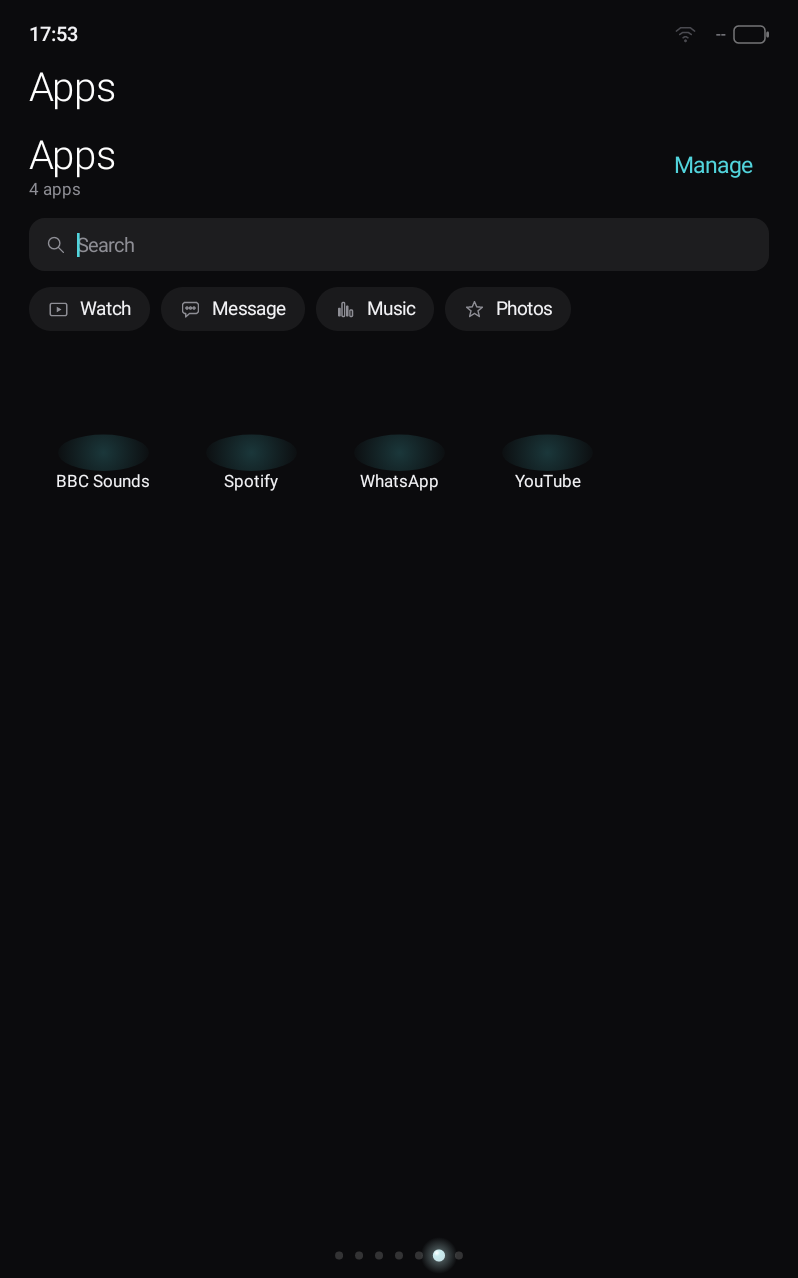 17:53
--
Apps
Apps
Manage
4 apps
Search
Watch Message Music Photos
BBC Sounds Spotify WhatsApp YouTube